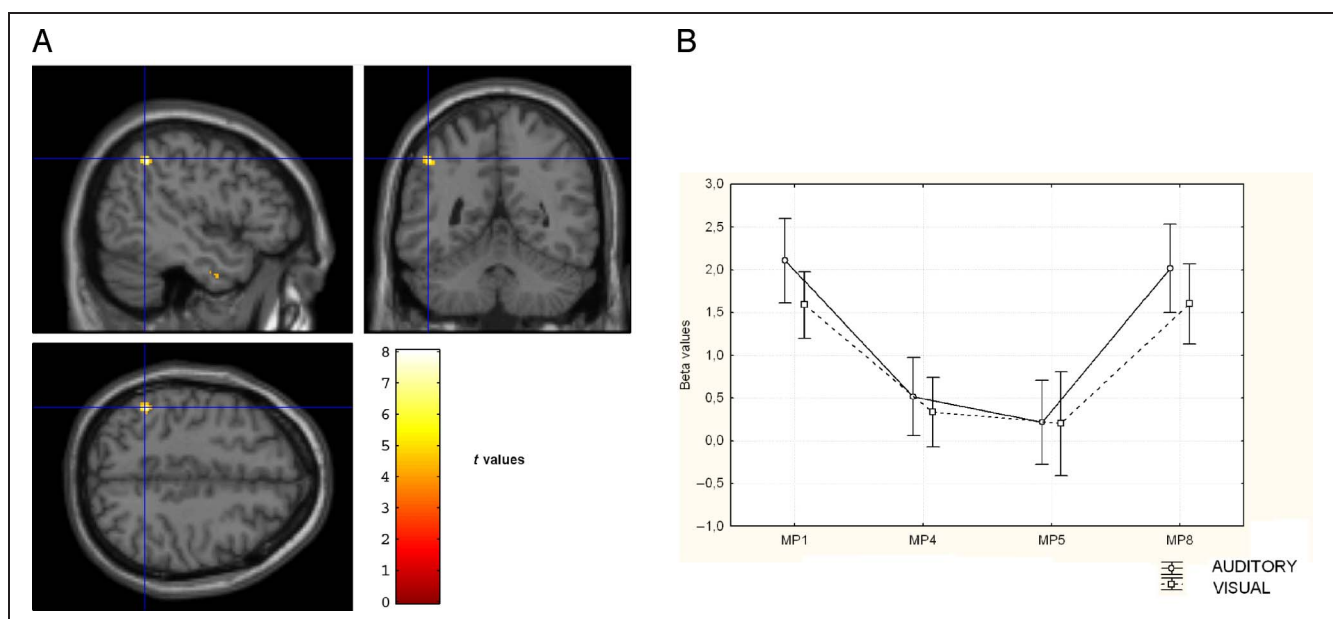 A
8
7
6
5
4
3
2
1
0
t values
B
Beta values
3,0
2,5
2,0
1,5
1,0
0,5
0,0
−0,5
−1,0
MP1 MP4 MP5 MP8
AUDITORY
VISUAL